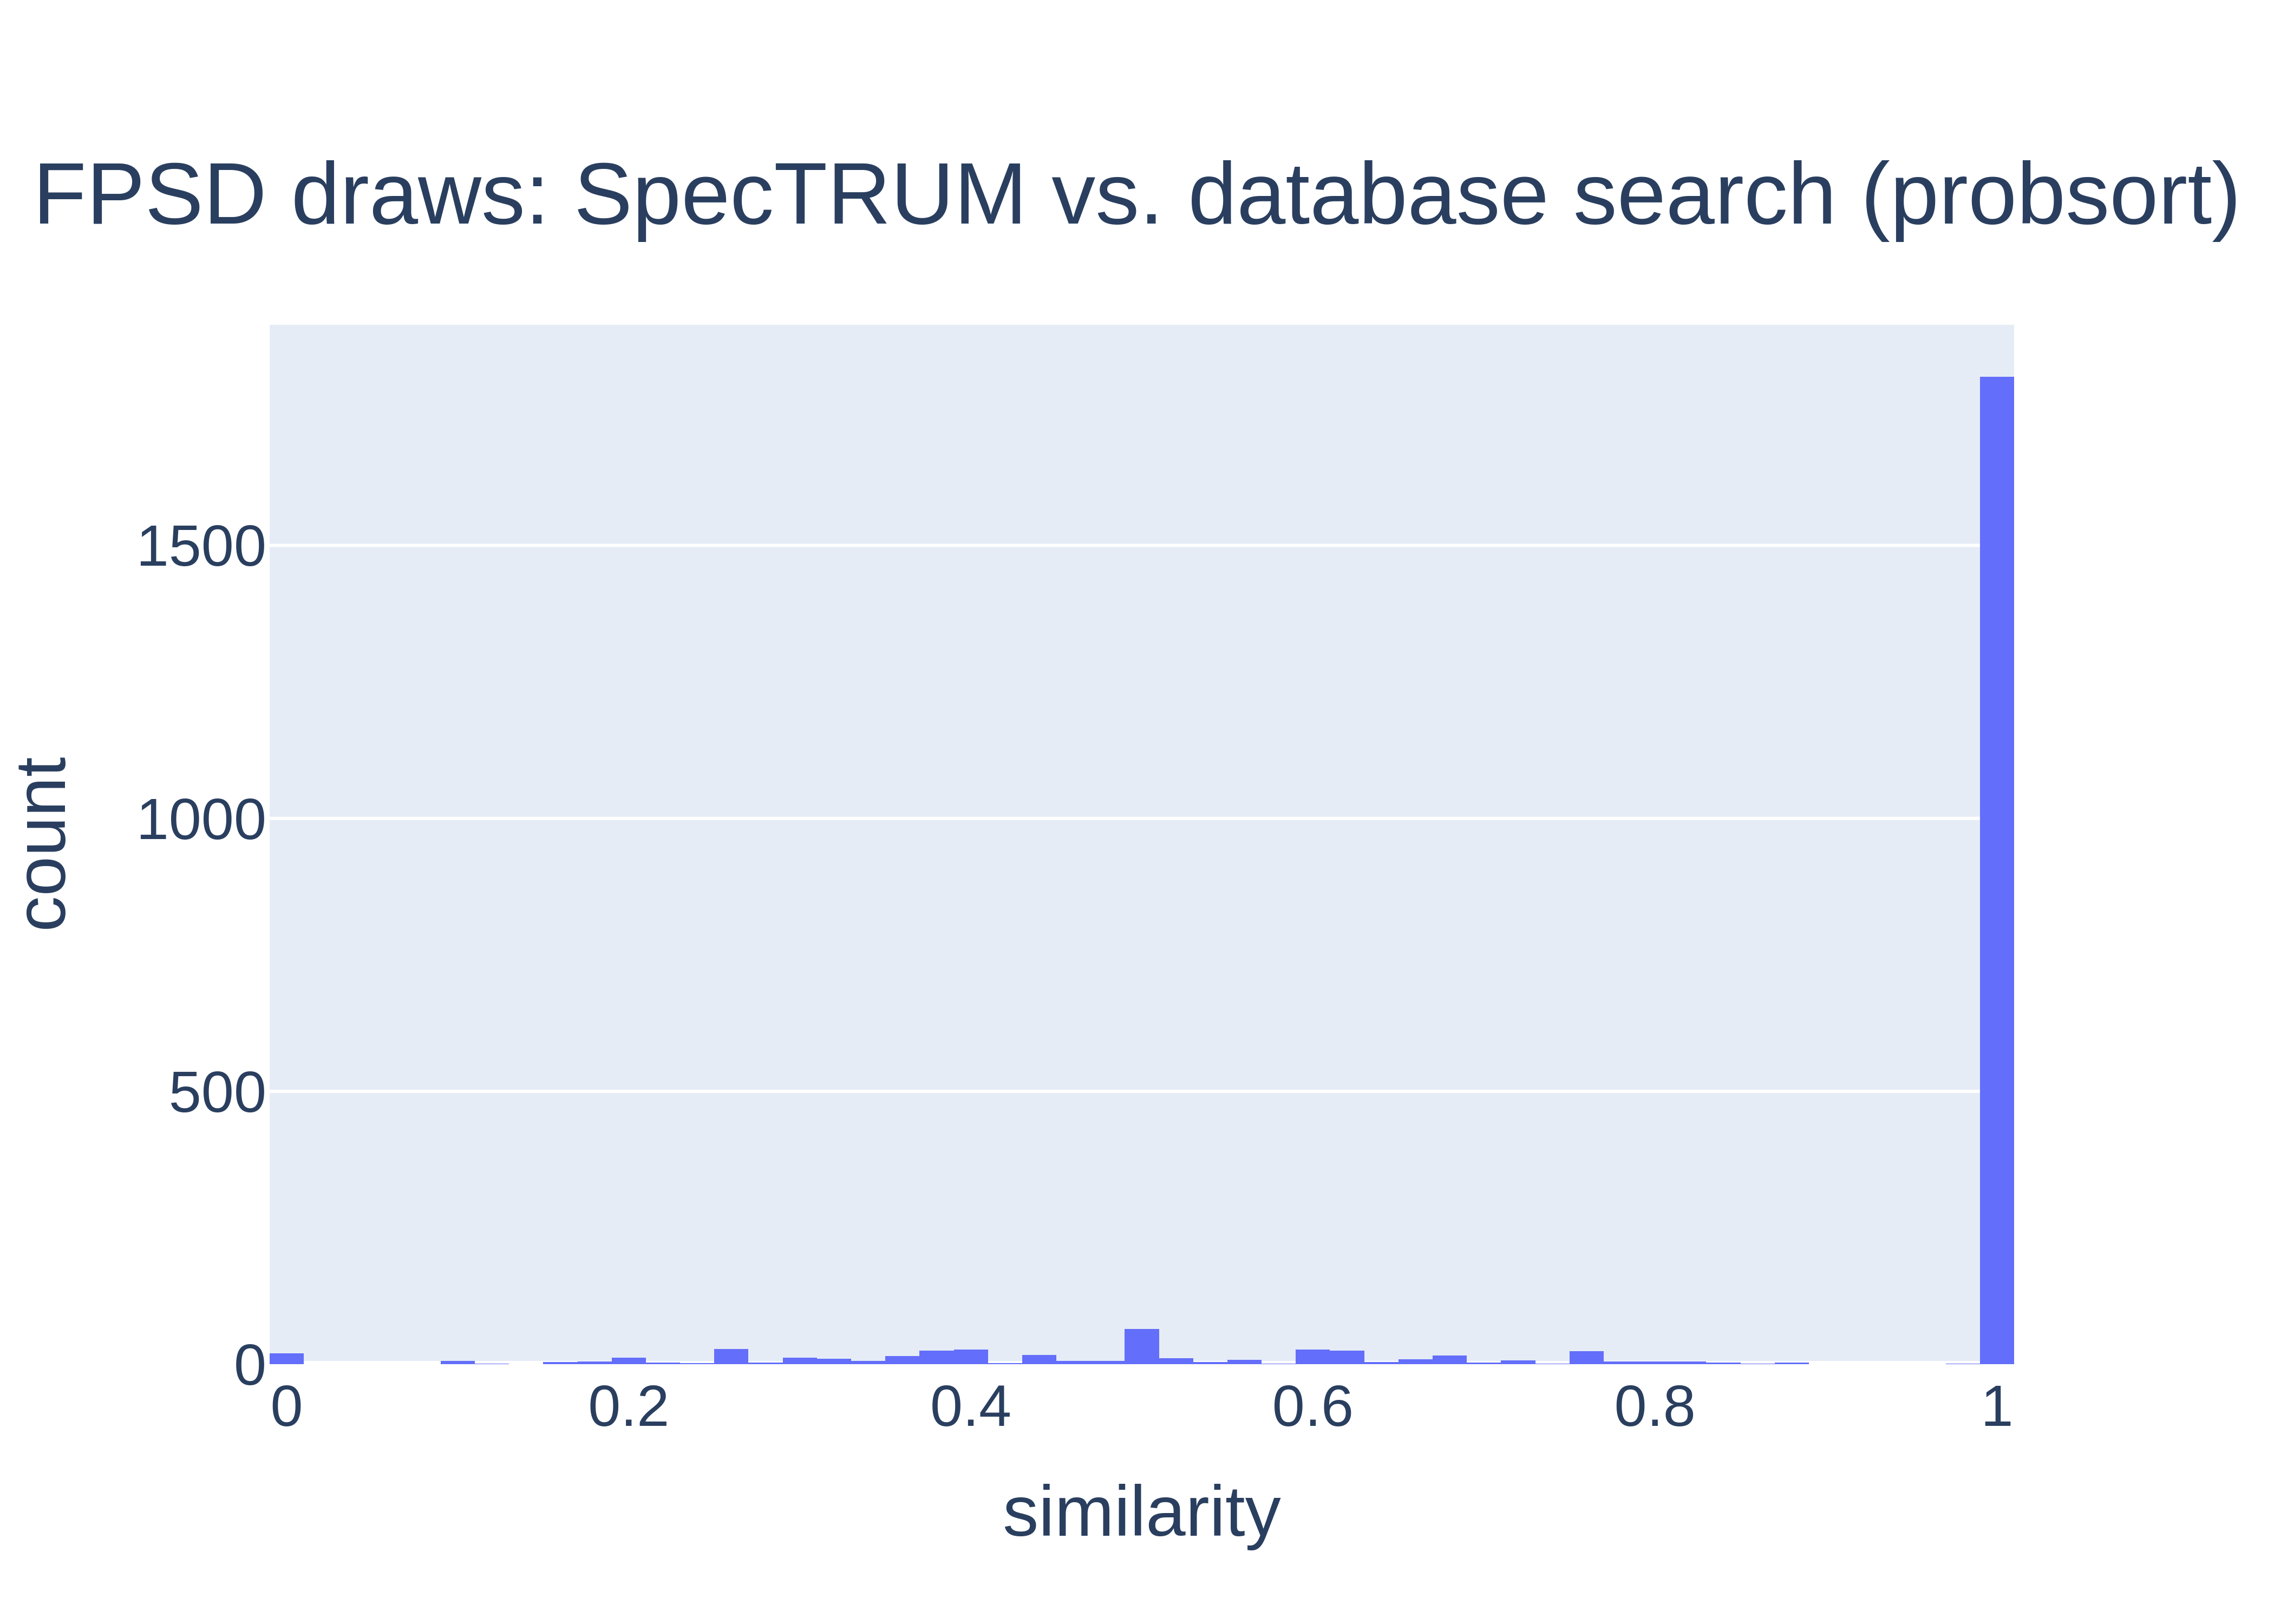 FPSD draws: SpecTRUM vs. database search (probsort)
count
1500
1000
500
0
0 0.2 0.4 0.6 0.8 1
similarity